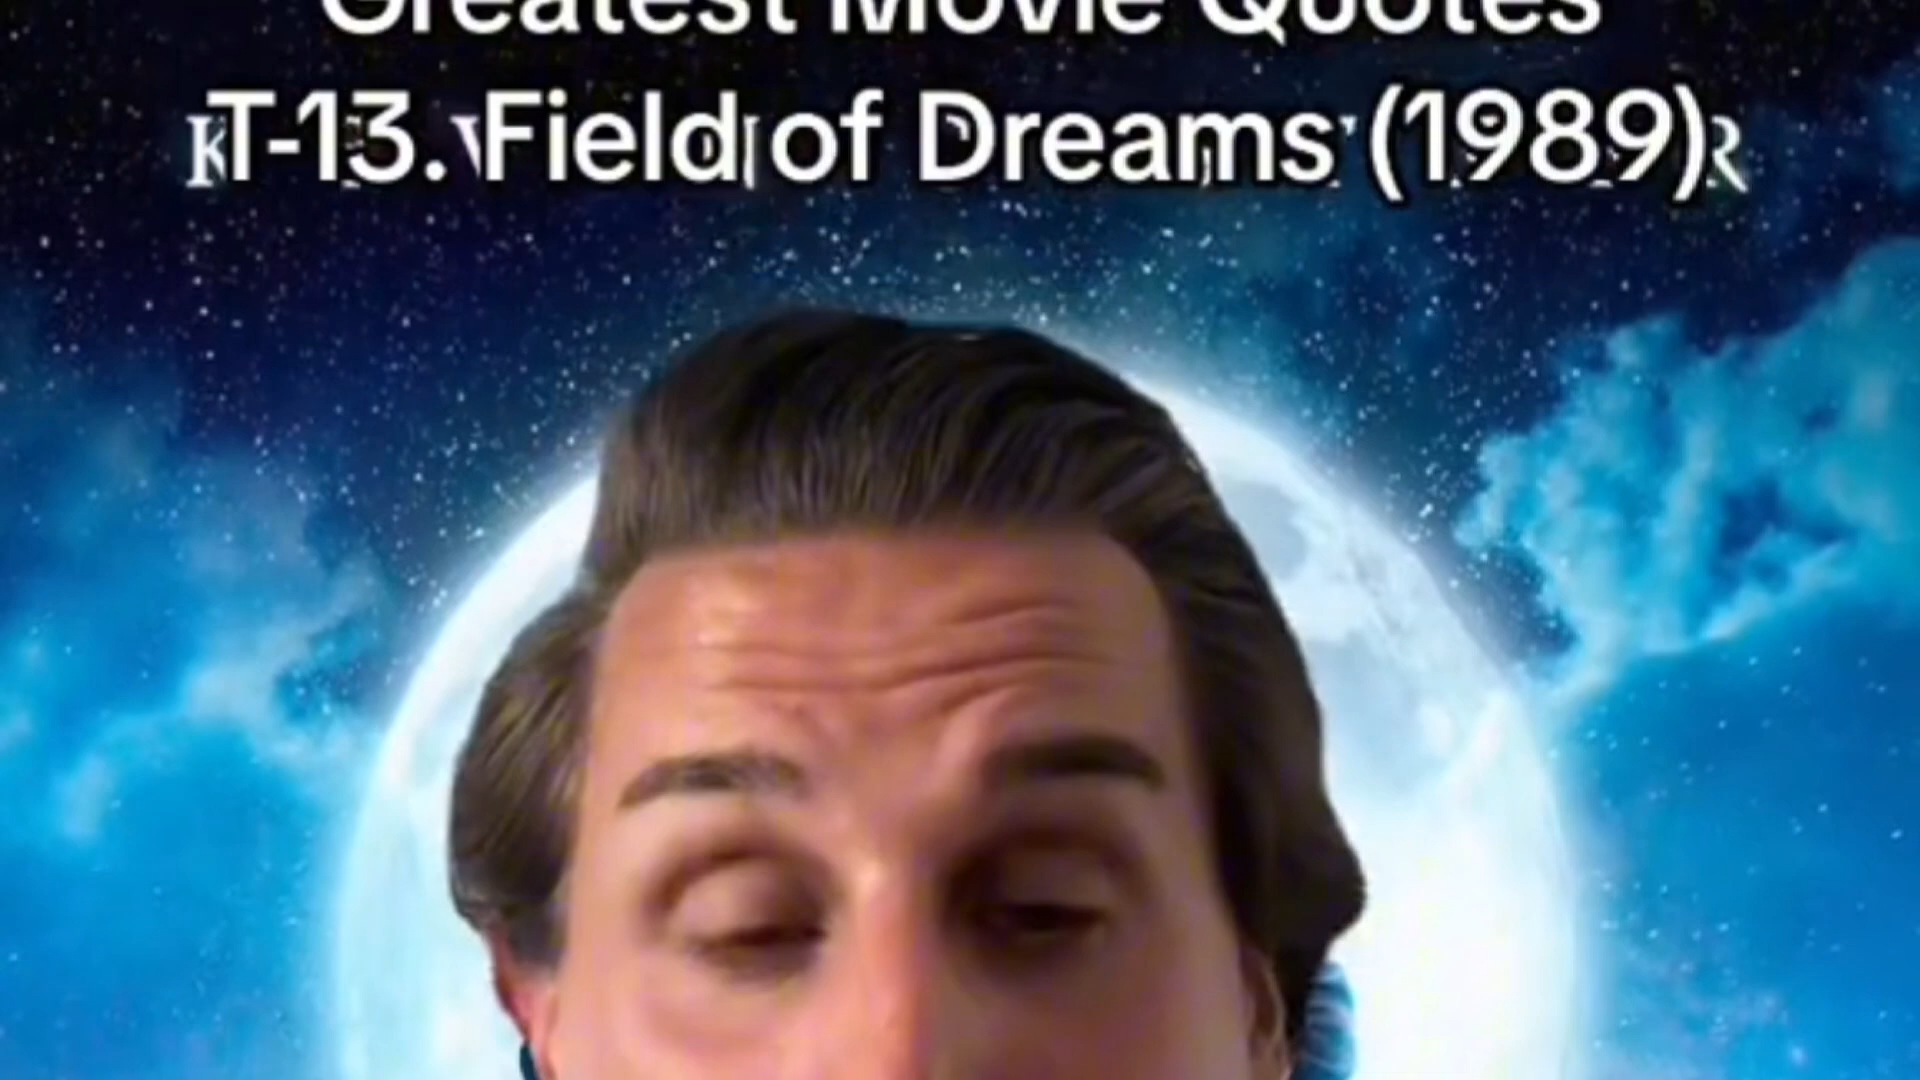 Greatest Movie Quotes
T-13. Field of Dreams (1989)